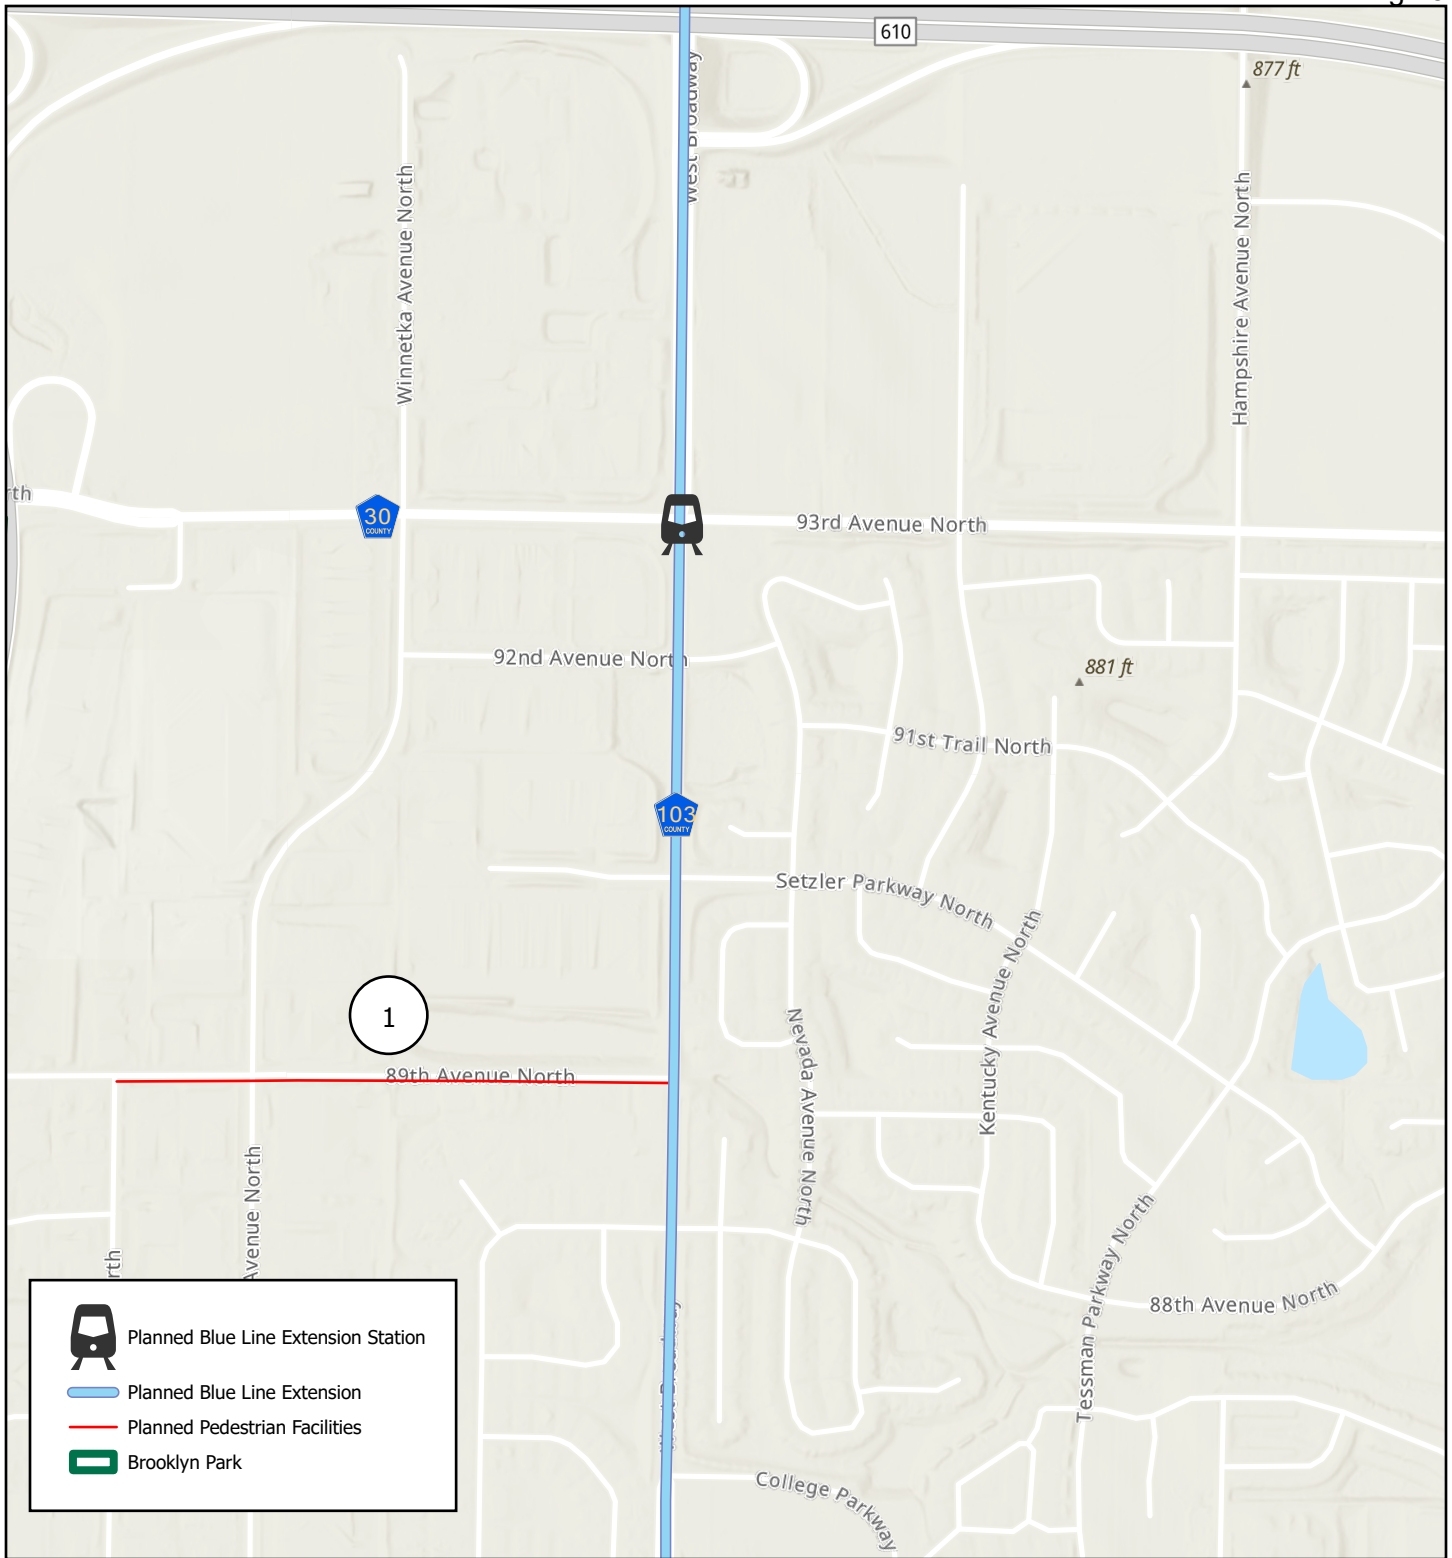 610
877 ft
West Broadway
Winnetka Avenue North
Hampshire Avenue North
rth
30
COUNTY
93rd Avenue North
92nd Avenue North
881 ft
91st Trail North
103
COUNTY
Setzler Parkway North
Kentucky Avenue North
1
Nevada Avenue North
89th Avenue North
Avenue North
rth
Tessman Parkway North
88th Avenue North
College Parkway
Planned Blue Line Extension Station
Planned Blue Line Extension
Planned Pedestrian Facilities
Brooklyn Park